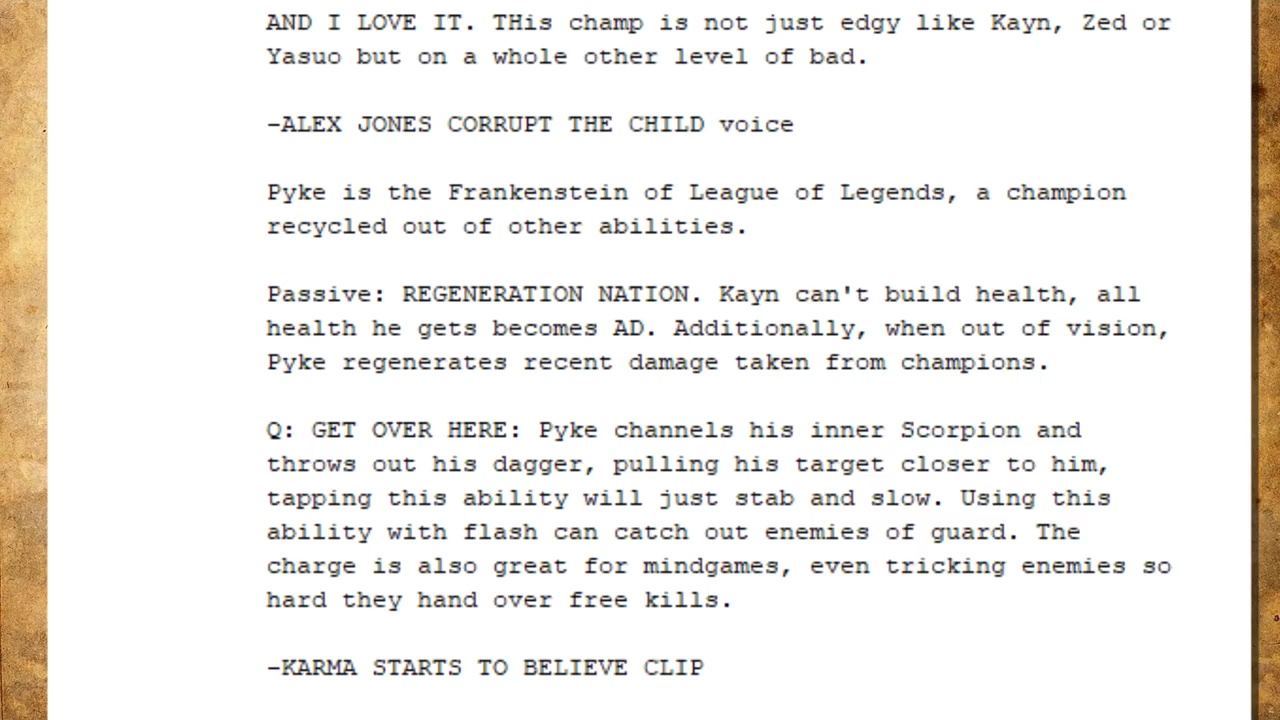 AND I LOVE IT. THis champ is not just edgy like Kayn, Zed or
Yasuo but on a whole other level of bad.
-ALEX JONES CORRUPT THE CHILD voice
Pyke is the Frankenstein of League of Legends, a champion
recycled out of other abilities.
Passive: REGENERATION NATION. Kayn can't build health, all
health he gets becomes AD. Additionally, when out of vision,
Pyke regenerates recent damage taken from champions.
Q: GET OVER HERE: Pyke channels his inner Scorpion and
throws out his dagger, pulling his target closer to him,
tapping this ability will just stab and slow. Using this
ability with flash can catch out enemies of guard. The
charge is also great for mindgames, even tricking enemies so
hard they hand over free kills.
-KARMA STARTS TO BELIEVE CLIP